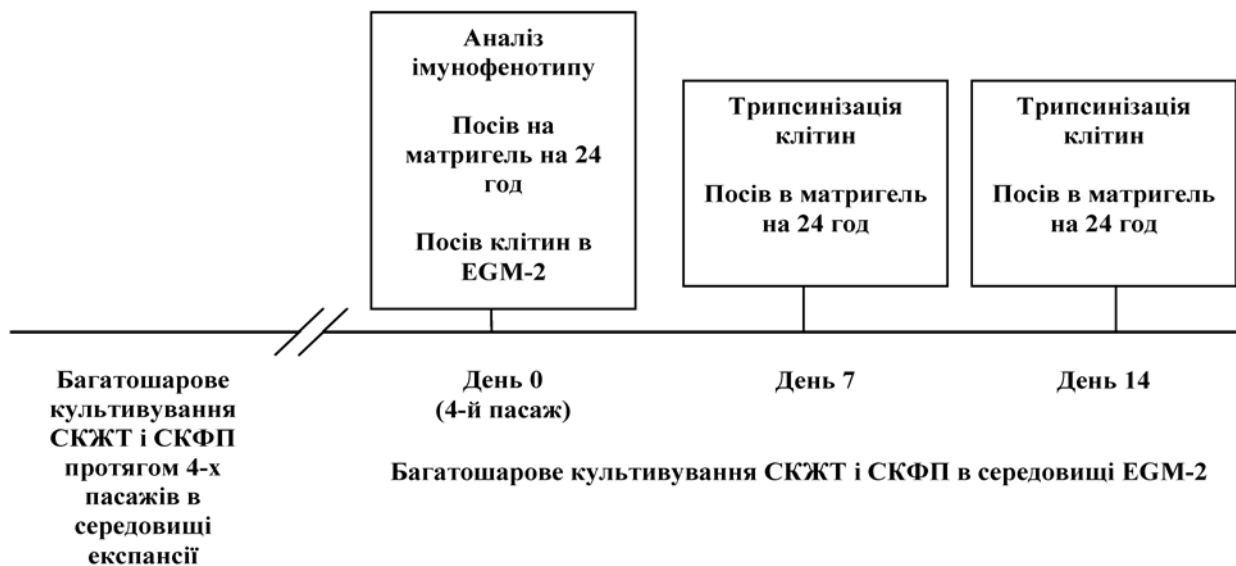 Аналіз
імунофенотипу
Посів на
матригель на 24
год
Посів клітин в
EGM-2
Трипсинізація
клітин
Посів в матригель
на 24 год
Трипсинізація
клітин
Посів в матригель
на 24 год
Багатошарове
культивування
СКЖТ і СКФП
протягом 4-х
пасажів в
середовищі
експансії
День 0
(4-й пасаж)
День 7
День 14
Багатошарове культивування СКЖТ і СКФП в середовищі EGM-2